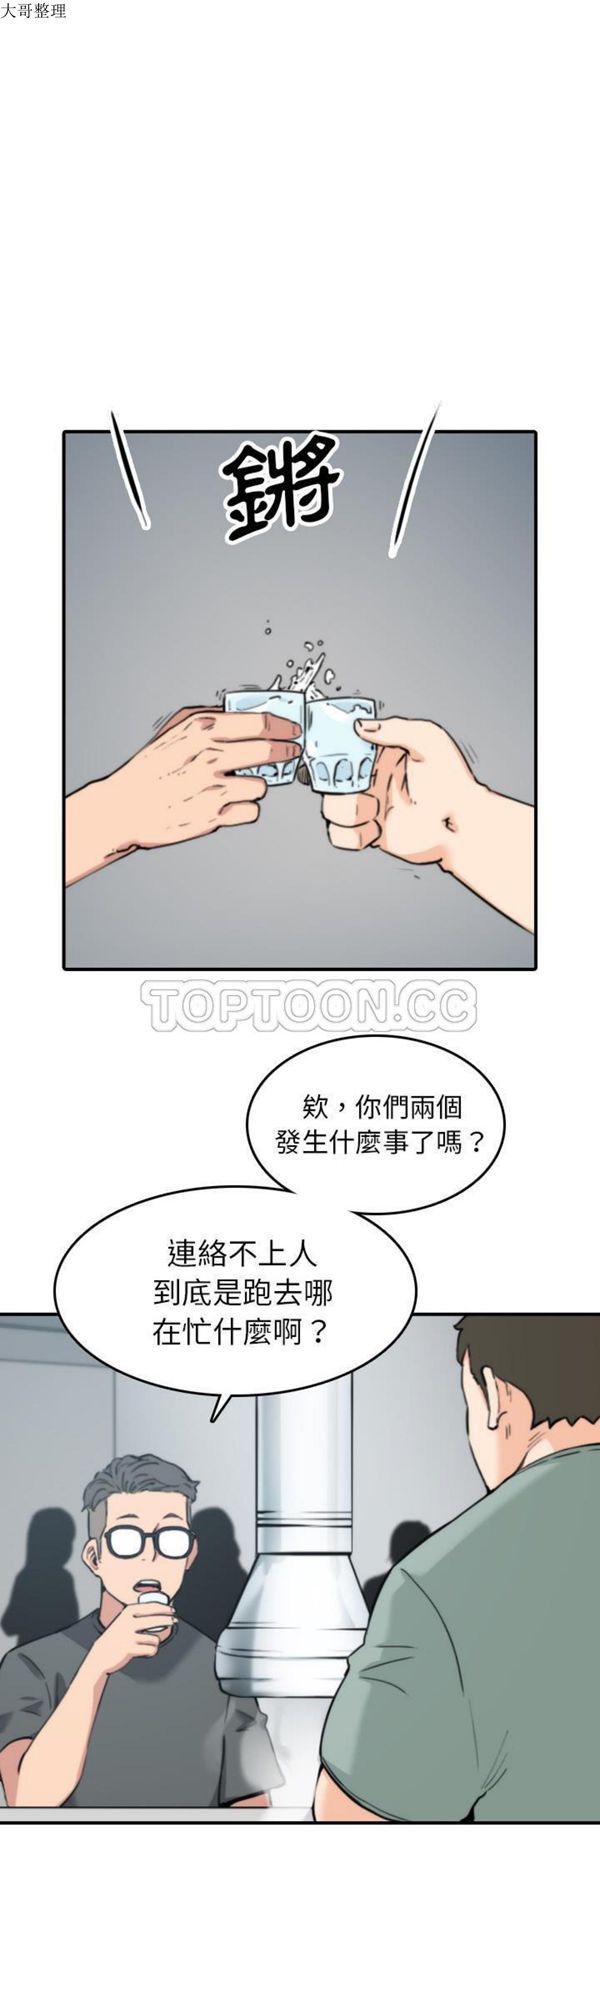 大哥整理
鏘
TOPTOON.CC
欸，你們兩個
發生什麼事了嗎？
連絡不上人
到底是跑去哪
在忙什麼啊？